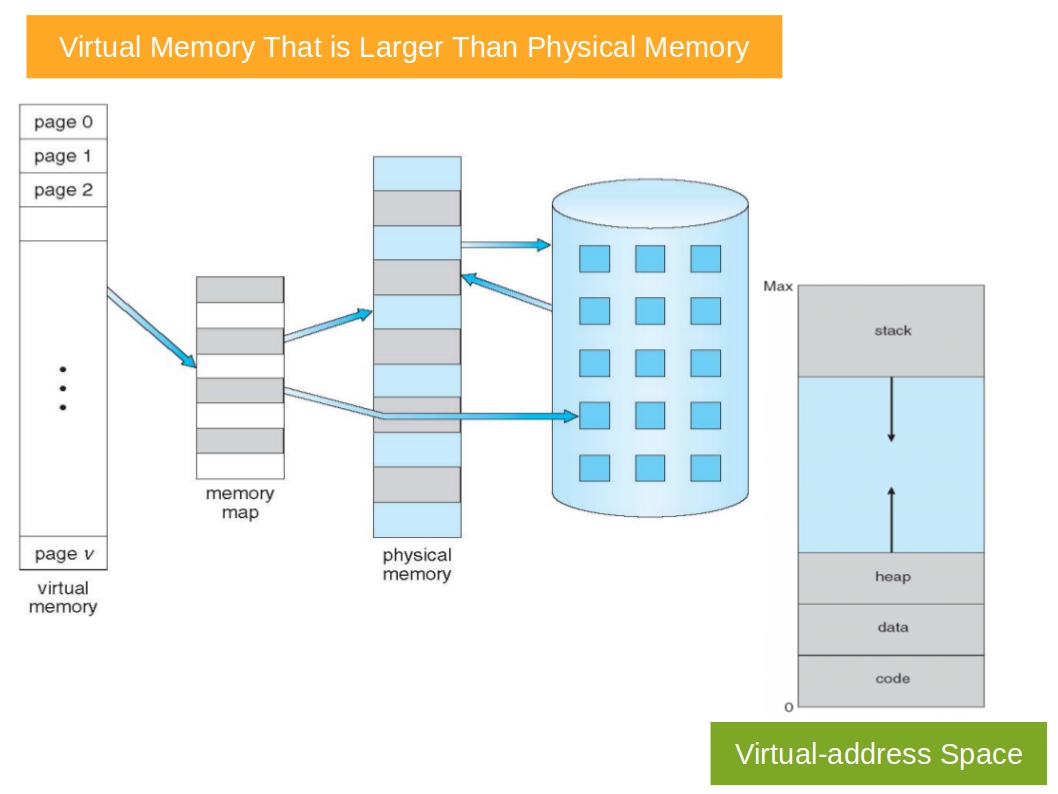 Virtual Memory That is Larger Than Physical Memory
page 0
page 1
page 2
page v
virtual
memory
memory
map
physical
memory
Max
stack
heap
data
code
0
Virtual-address Space